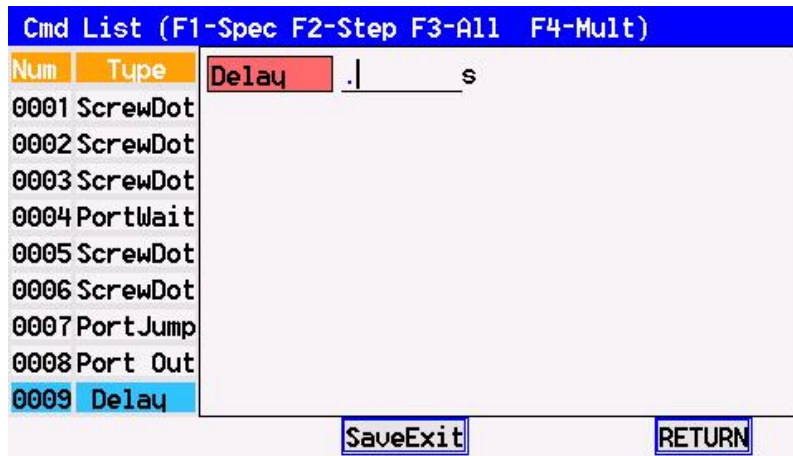 Cmd List (F1-Spec F2-Step F3-All F4-Mult)
Num Type Delay . s
0001 ScrewDot
0002 ScrewDot
0003 ScrewDot
0004 PortWait
0005 ScrewDot
0006 ScrewDot
0007 PortJump
0008 Port Out
0009 Delay
SaveExit RETURN